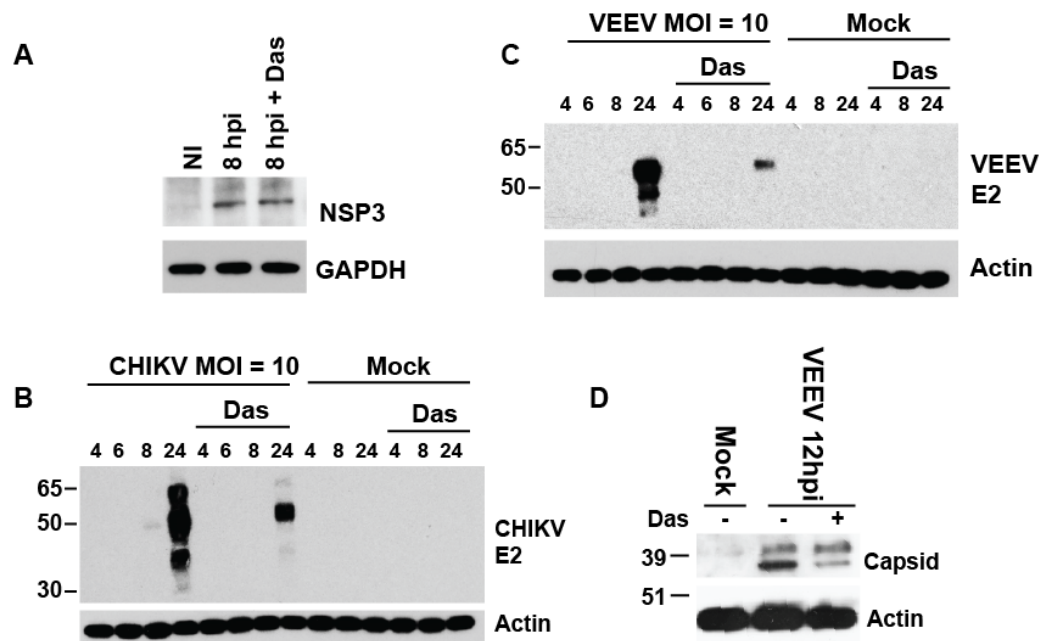 A
NI
8 hpi
8 hpi + Das
NSP3
GAPDH
B
CHIKV MOI = 10
Mock
Das
Das
4 6 8 24 4 6 8 24 4 8 24 4 8 24
65
50
30
CHIKV
E2
Actin
C
VEEV MOI = 10
Mock
Das
Das
4 6 8 24 4 6 8 24 4 8 24 4 8 24
65
50
VEEV
E2
Actin
D
Mock
VEEV 12hpi
Das - - +
39
Capsid
51
Actin